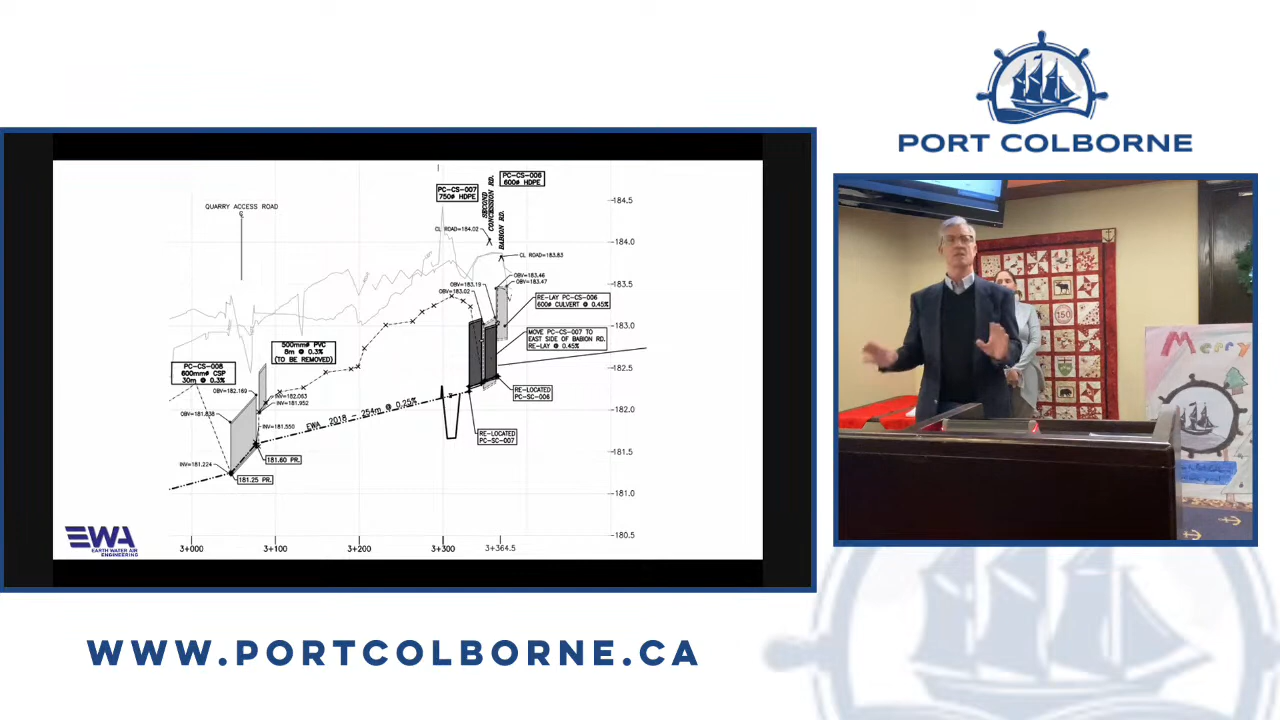 PORT COLBORNE
PC-CS-006
600ø HDPE
PC-CS-007
750ø HDPE
SECOND
CONCESSION RD.
BABION RD.
QUARRY ACCESS ROAD
CL ROAD=184.02
CL ROAD=183.83
OBV=183.46
OBV=183.47
OBV=183.19
OBV=183.02
RE-LAY PC-CS-006
600ø CULVERT @ 0.45%
MOVE PC-CS-007 TO
EAST SIDE OF BABION RD.
RE-LAY @ 0.45%
500mmø PVC
8m @ 0.3%
(TO BE REMOVED)
PC-CS-008
600mmø CSP
30m @ 0.3%
OBV=182.169
INV=182.063
INV=181.952
OBV=181.838
INV=181.550
EWA 2018 - 254m @ 0.25%
RE-LOCATED
PC-SC-006
RE-LOCATED
PC-SC-007
INV=181.224
181.60 PR.
181.25 PR.
184.5
184.0
183.5
183.0
182.5
182.0
181.5
181.0
180.5
3+000
3+100
3+200
3+300
3+364.5
EWA
EARTH WATER AIR
ENGINEERING
150
Merry
WWW.PORTCOLBORNE.CA